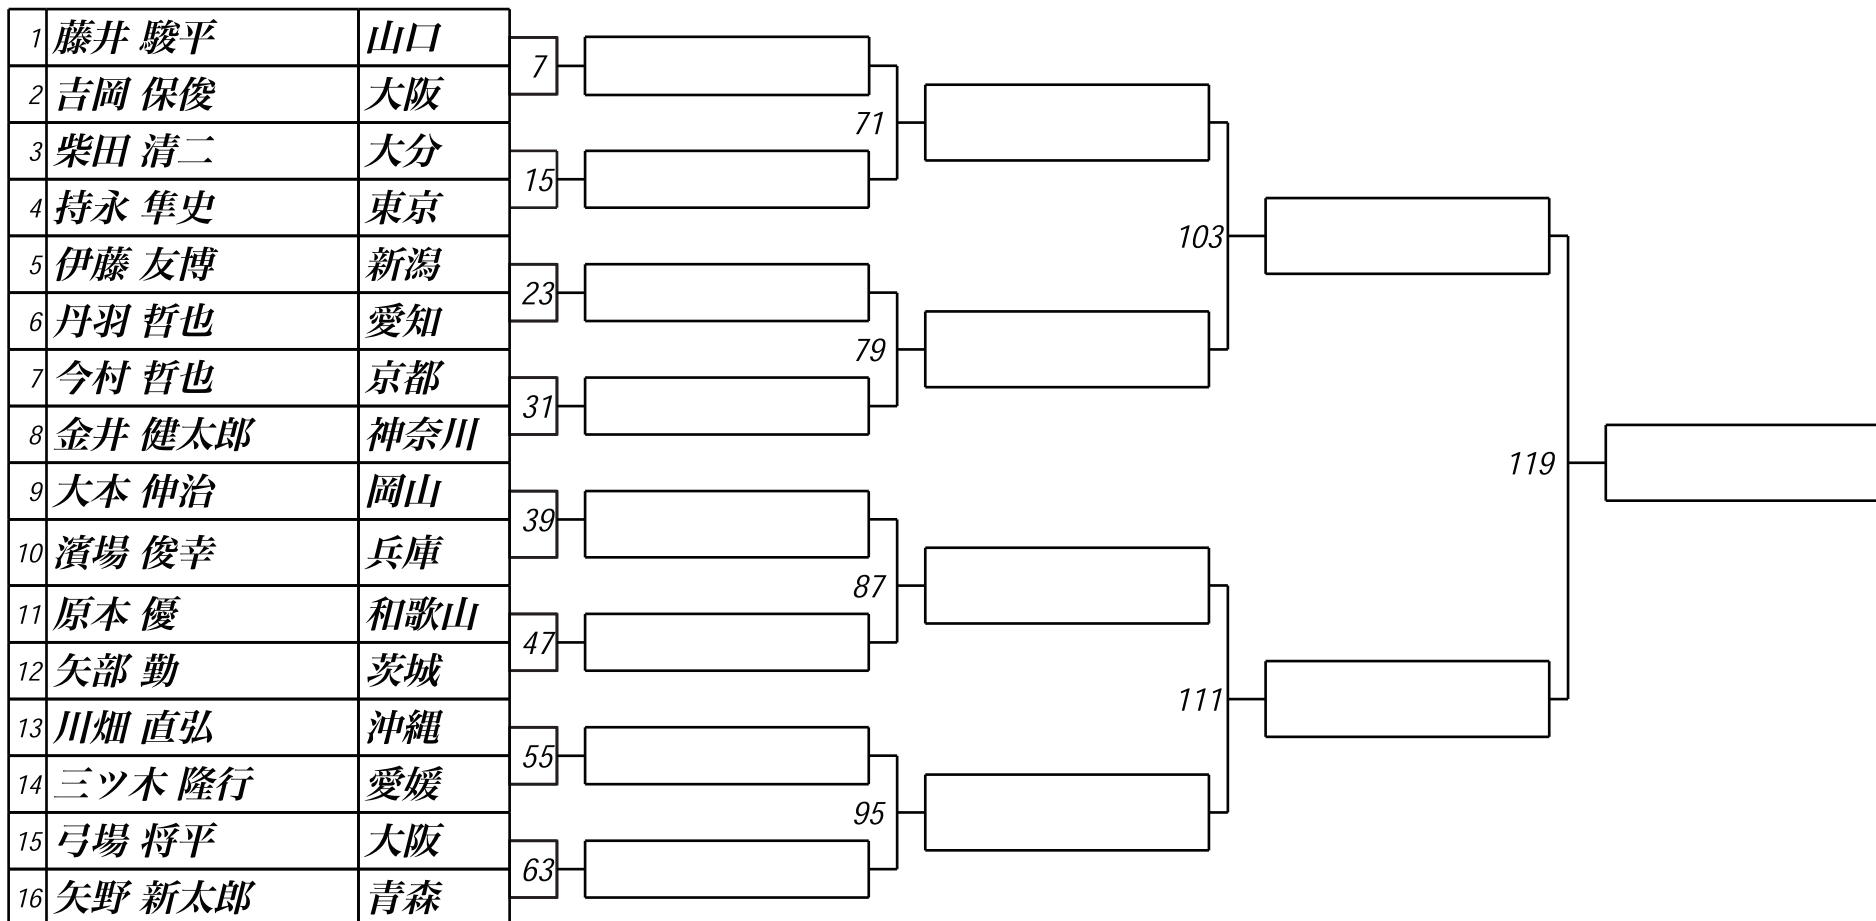 1 藤井 駿平 山口
2 吉岡 保俊 大阪
7
3 柴田 清二 大分
4 持永 隼史 東京
15
71
5 伊藤 友博 新潟
6 丹羽 哲也 愛知
23
7 今村 哲也 京都
8 金井 健太郎 神奈川
31
79
103
9 大本 伸治 岡山
10 濱場 俊幸 兵庫
39
11 原本 優 和歌山
12 矢部 勤 茨城
47
87
13 川畑 直弘 沖縄
14 三ツ木 隆行 愛媛
55
15 弓場 将平 大阪
16 矢野 新太郎 青森
63
95
111
119